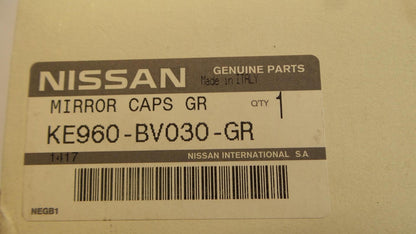 NISSAN GENUINE PARTS
Made in ITALY
MIRROR CAPS GR QTY 1
KE960-BV030-GR
1417 NISSAN INTERNATIONAL S.A
NEGB1